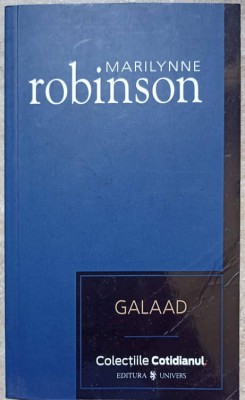 MARILYNNE
robinson
GALAAD
Colecțiile Cotidianul
EDITURA UNIVERS